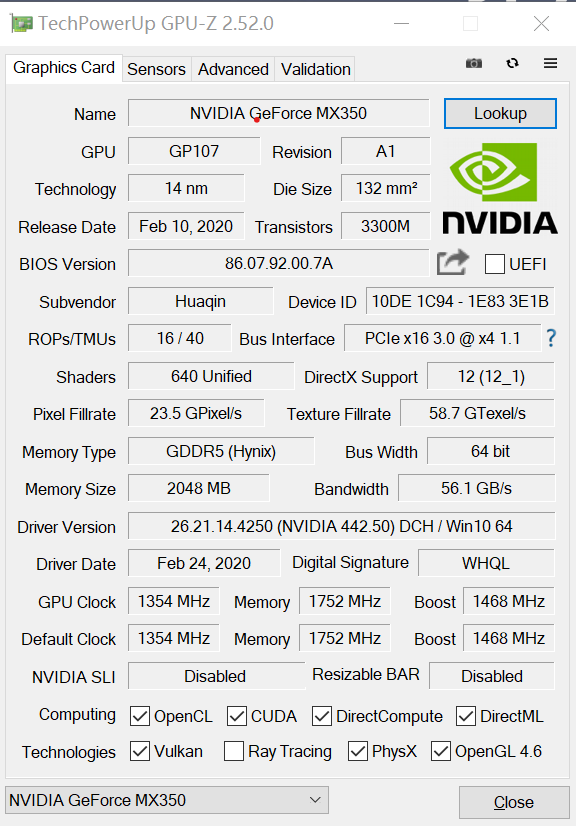 TechPowerUp GPU-Z 2.52.0
Graphics Card Sensors Advanced Validation
Name NVIDIA GeForce MX350 Lookup
GPU GP107 Revision A1
Technology 14 nm Die Size 132 mm²
NVIDIA
Release Date Feb 10, 2020 Transistors 3300M
BIOS Version 86.07.92.00.7A UEFI
Subvendor Huaqin Device ID 10DE 1C94 - 1E83 3E1B
ROPs/TMUs 16 / 40 Bus Interface PCIe x16 3.0 @ x4 1.1 ?
Shaders 640 Unified DirectX Support 12 (12_1)
Pixel Fillrate 23.5 GPixel/s Texture Fillrate 58.7 GTexel/s
Memory Type GDDR5 (Hynix) Bus Width 64 bit
Memory Size 2048 MB Bandwidth 56.1 GB/s
Driver Version 26.21.14.4250 (NVIDIA 442.50) DCH / Win10 64
Driver Date Feb 24, 2020 Digital Signature WHQL
GPU Clock 1354 MHz Memory 1752 MHz Boost 1468 MHz
Default Clock 1354 MHz Memory 1752 MHz Boost 1468 MHz
NVIDIA SLI Disabled Resizable BAR Disabled
Computing OpenCL CUDA DirectCompute DirectML
Technologies Vulkan Ray Tracing PhysX OpenGL 4.6
NVIDIA GeForce MX350 Close